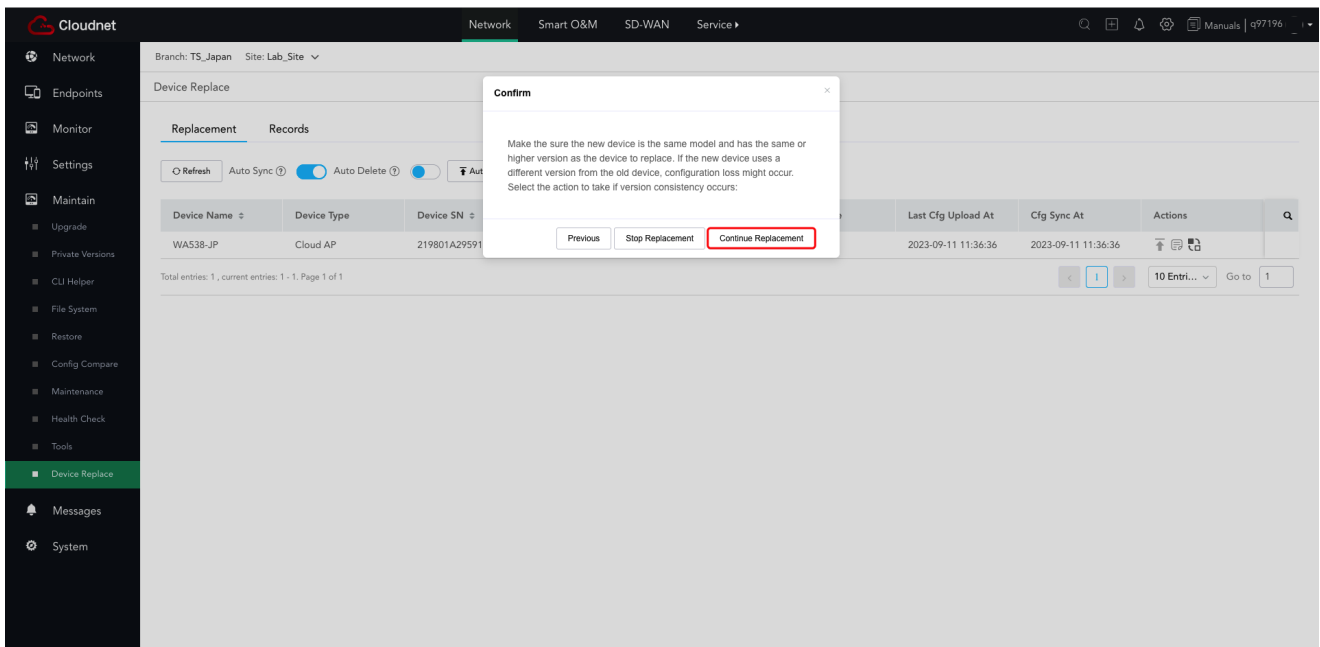 Cloudnet
Network Smart O&M SD-WAN Service
Manuals | q97196
Network
Endpoints
Monitor
Settings
Maintain
Upgrade
Private Versions
CLI Helper
File System
Restore
Config Compare
Maintenance
Health Check
Tools
Device Replace
Messages
System
Branch: TS_Japan Site: Lab_Site
Device Replace
Replacement Records
Refresh Auto Sync ? Auto Delete ?
Device Name Device Type Device SN Last Cfg Upload At Cfg Sync At Actions
WA538-JP Cloud AP 219801A29591 2023-09-11 11:36:36 2023-09-11 11:36:36
Total entries: 1 , current entries: 1 - 1. Page 1 of 1
< 1 > 10 Entri... Go to 1
Confirm ×
Make the sure the new device is the same model and has the same or
higher version as the device to replace. If the new device uses a
different version from the old device, configuration loss might occur.
Select the action to take if version consistency occurs:
Previous Stop Replacement Continue Replacement